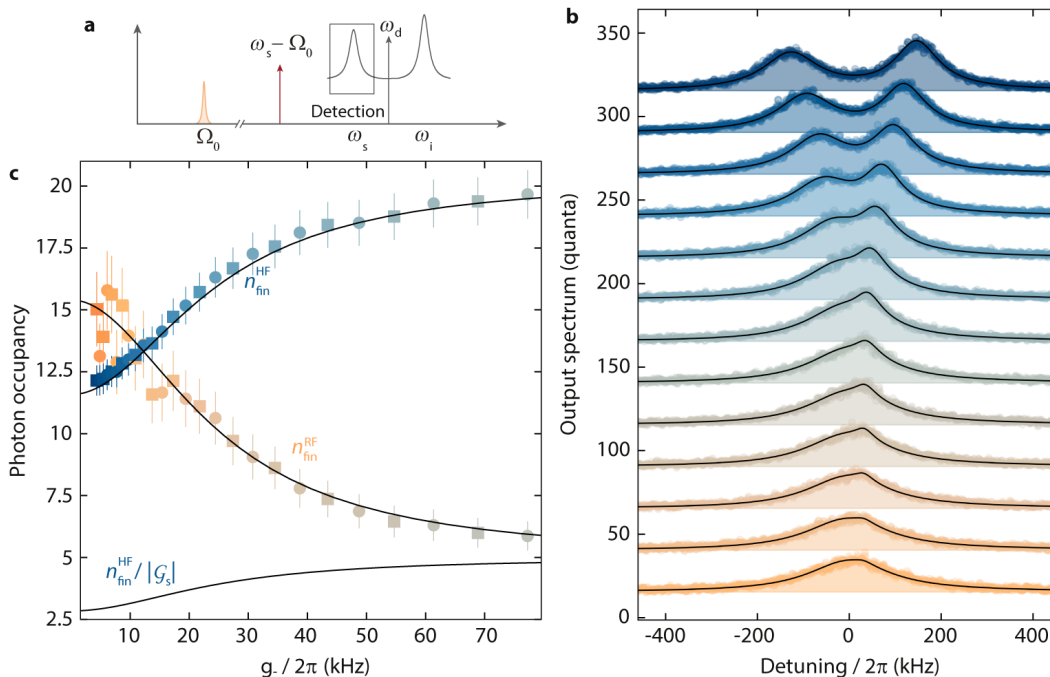 a
ω_s – Ω_0
ω_d
Detection
Ω_0
ω_s
ω_i
b
350
300
250
200
150
100
50
0
Output spectrum (quanta)
-400
-200
0
200
400
Detuning / 2π (kHz)
c
20
17.5
15
12.5
10
7.5
5
2.5
Photon occupancy
n_fin^HF
n_fin^RF
n_fin^HF / |𝒢_s|
10
20
30
40
50
60
70
g_- / 2π (kHz)